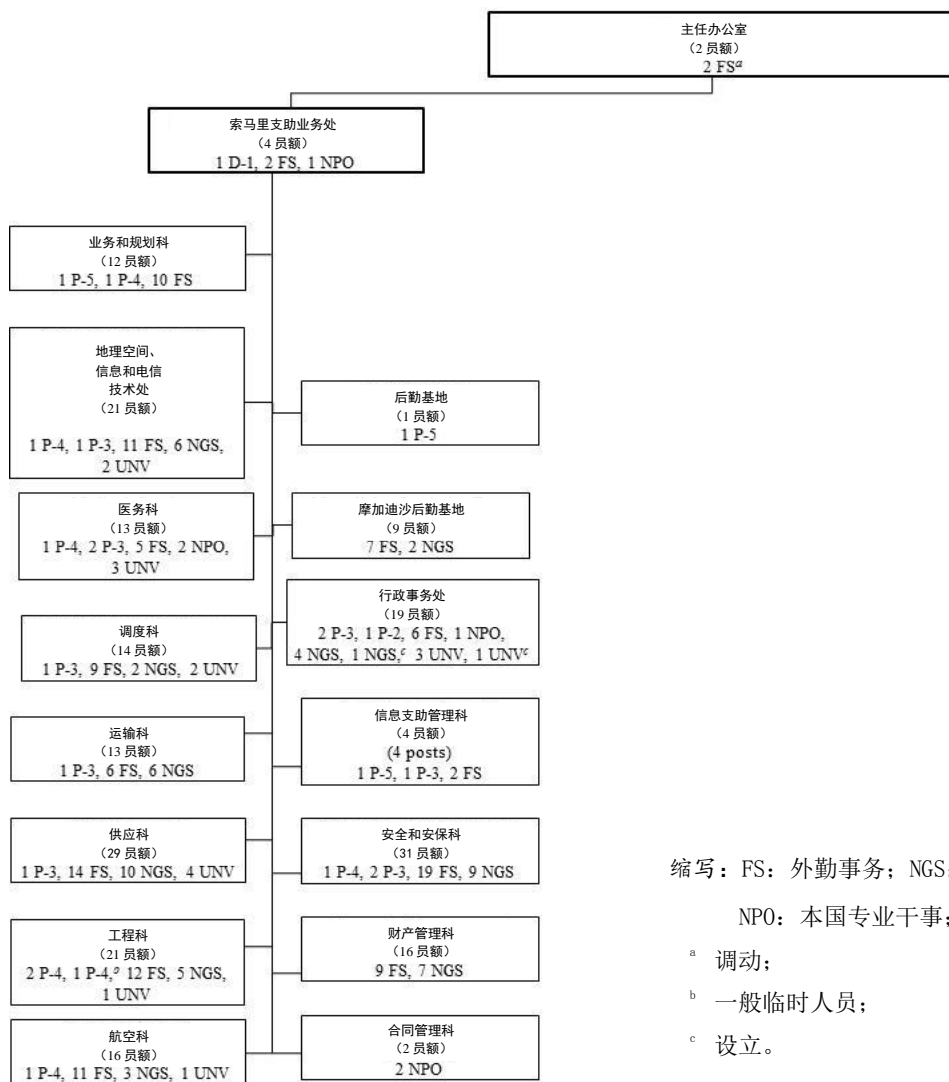 主任办公室
（2 员额）
2 FSᵃ
索马里支助业务处
（4 员额）
1 D-1, 2 FS, 1 NPO
业务和规划科
（12 员额）
1 P-5, 1 P-4, 10 FS
地理空间、
信息和电信
技术处
（21 员额）
1 P-4, 1 P-3, 11 FS, 6 NGS,
2 UNV
后勤基地
（1 员额）
1 P-5
医务科
（13 员额）
1 P-4, 2 P-3, 5 FS, 2 NPO,
3 UNV
摩加迪沙后勤基地
（9 员额）
7 FS, 2 NGS
行政事务处
（19 员额）
2 P-3, 1 P-2, 6 FS, 1 NPO,
4 NGS, 1 NGS,ᶜ 3 UNV, 1 UNVᶜ
调度科
（14 员额）
1 P-3, 9 FS, 2 NGS, 2 UNV
信息支助管理科
（4 员额）
(4 posts)
1 P-5, 1 P-3, 2 FS
运输科
（13 员额）
1 P-3, 6 FS, 6 NGS
供应科
（29 员额）
1 P-3, 14 FS, 10 NGS, 4 UNV
安全和安保科
（31 员额）
1 P-4, 2 P-3, 19 FS, 9 NGS
工程科
（21 员额）
2 P-4, 1 P-4,ᵃ 12 FS, 5 NGS,
1 UNV
财产管理科
（16 员额）
9 FS, 7 NGS
航空科
（16 员额）
1 P-4, 11 FS, 3 NGS, 1 UNV
合同管理科
（2 员额）
2 NPO
缩写：FS：外勤事务；NGS
NPO：本国专业干事；
ᵃ 调动；
ᵇ 一般临时人员；
ᶜ 设立。